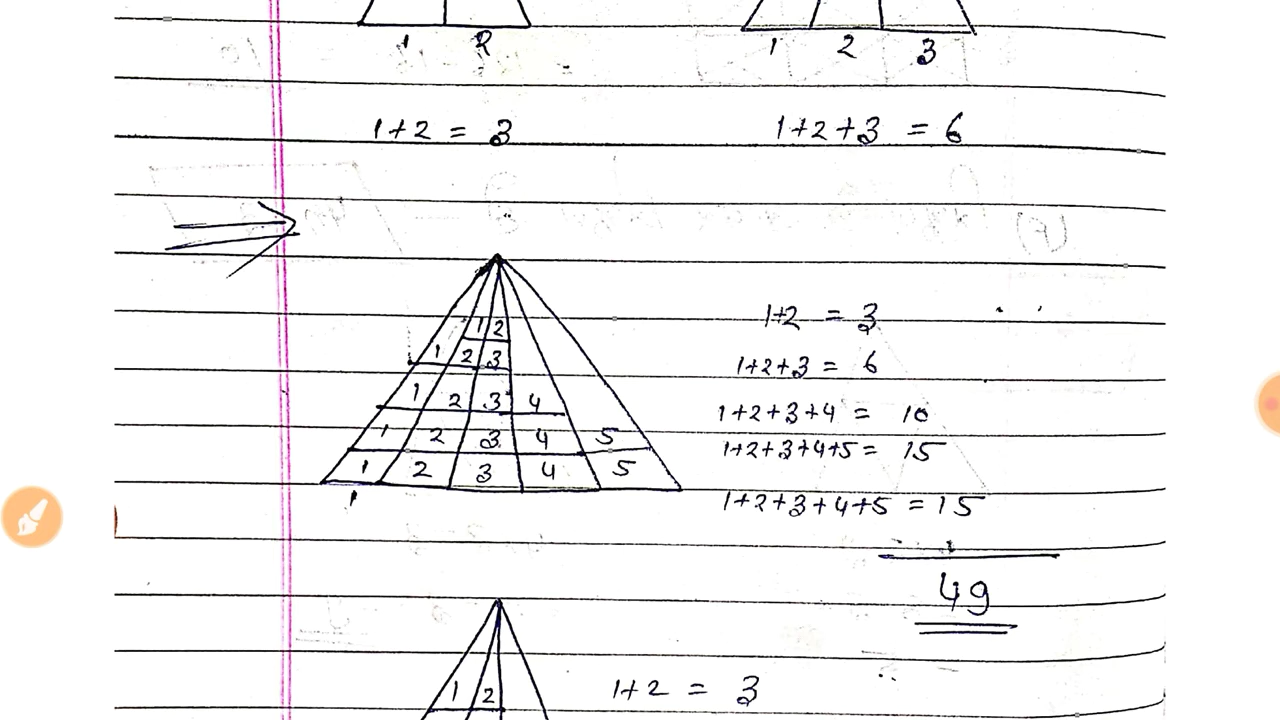 1 2
1 2 3
1+2 = 3
1+2+3 = 6
1 2
1 2 3
1 2 3 4
1 2 3 4 5
1 2 3 4 5
1
1+2 = 3
1+2+3 = 6
1+2+3+4 = 10
1+2+3+4+5 = 15
1+2+3+4+5 = 15
49
1 2
1+2 = 3